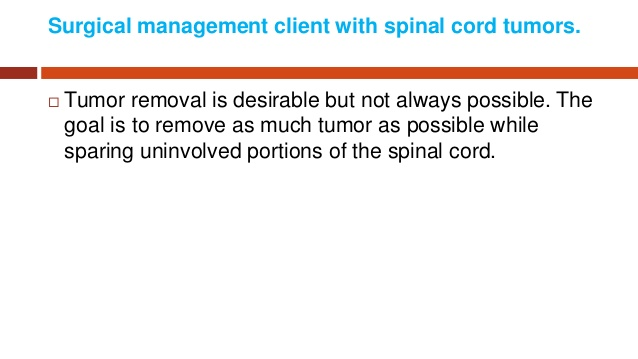 Surgical management client with spinal cord tumors.
Tumor removal is desirable but not always possible. The
goal is to remove as much tumor as possible while
sparing uninvolved portions of the spinal cord.